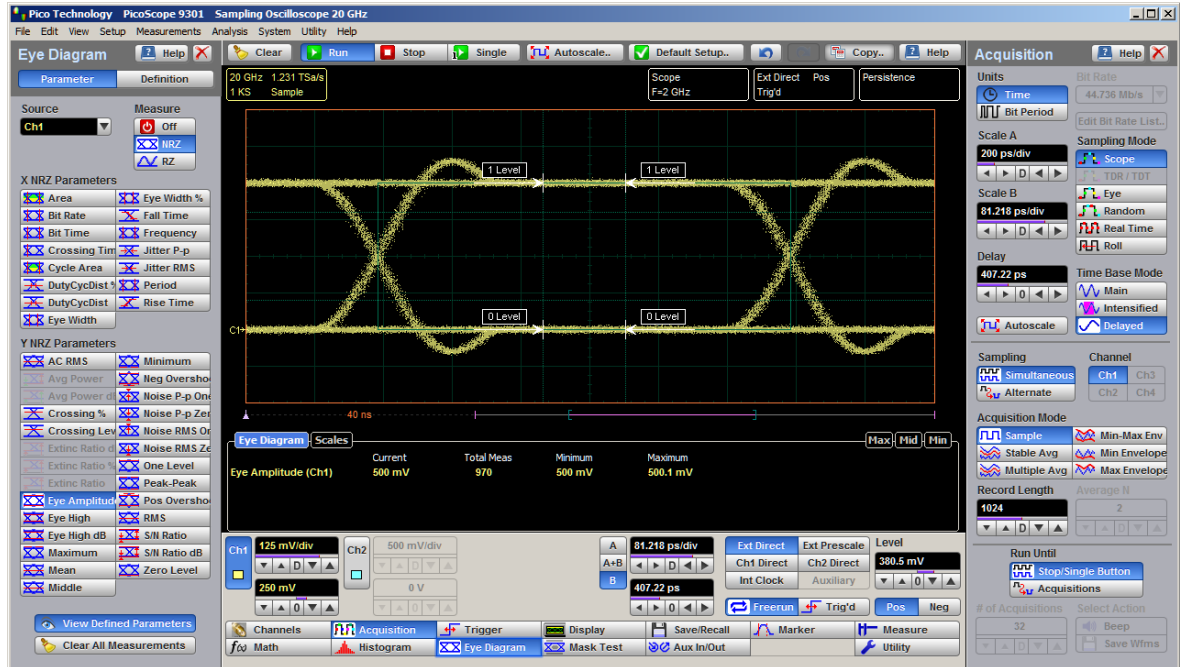 Pico Technology PicoScope 9301 Sampling Oscilloscope 20 GHz
File Edit View Setup Measurements Analysis System Utility Help
Eye Diagram Help
Parameter Definition
Source Measure
Ch1 Off
NRZ
RZ
X NRZ Parameters
Area Eye Width %
Bit Rate Fall Time
Bit Time Frequency
Crossing Tim Jitter P-p
Cycle Area Jitter RMS
DutyCycDist % Period
DutyCycDist Rise Time
Eye Width
Y NRZ Parameters
AC RMS Minimum
Avg Power Neg Oversho
Avg Power d Noise P-p One
Crossing % Noise P-p Zer
Crossing Lev Noise RMS On
Extinc Ratio d Noise RMS Ze
Extinc Ratio % One Level
Extinc Ratio Peak-Peak
Eye Amplitud Pos Oversho
Eye High RMS
Eye High dB S/N Ratio
Maximum S/N Ratio dB
Mean Zero Level
Middle
View Defined Parameters
Clear All Measurements
Clear Run Stop Single Autoscale.. Default Setup.. Copy.. Help
20 GHz 1.231 TSa/s
1 KS Sample
Scope
F=2 GHz
Ext Direct Pos
Trig'd
Persistence
1 Level 1 Level
0 Level 0 Level
C1
40 ns
Eye Diagram Scales Max Mid Min
Current Total Meas Minimum Maximum
Eye Amplitude (Ch1) 500 mV 970 500 mV 500.1 mV
Ch1 125 mV/div Ch2 500 mV/div
D D
250 mV 0 V
0 0
A 81.218 ps/div
A+B D
B 407.22 ps
0
Ext Direct Ext Prescale
Ch1 Direct Ch2 Direct
Int Clock Auxiliary
Freerun Trig'd
Level
380.5 mV
0
Pos Neg
Channels Acquisition Trigger Display Save/Recall Marker Measure
f(x) Math Histogram Eye Diagram Mask Test Aux In/Out Utility
Acquisition Help
Units Bit Rate
Time 44.736 Mb/s
Bit Period Edit Bit Rate List..
Scale A Sampling Mode
200 ps/div Scope
D TDR / TDT
Scale B Eye
81.218 ps/div Random
D Real Time
Roll
Delay
407.22 ps Time Base Mode
0 Main
Intensified
Autoscale Delayed
Sampling Channel
Simultaneous Ch1 Ch3
Alternate Ch2 Ch4
Acquisition Mode
Sample Min-Max Env
Stable Avg Min Envelope
Multiple Avg Max Envelope
Record Length Average N
1024 2
D D
Run Until
Stop/Single Button
Acquisitions
# of Acquisitions Select Action
32 Beep
D Save Wfms